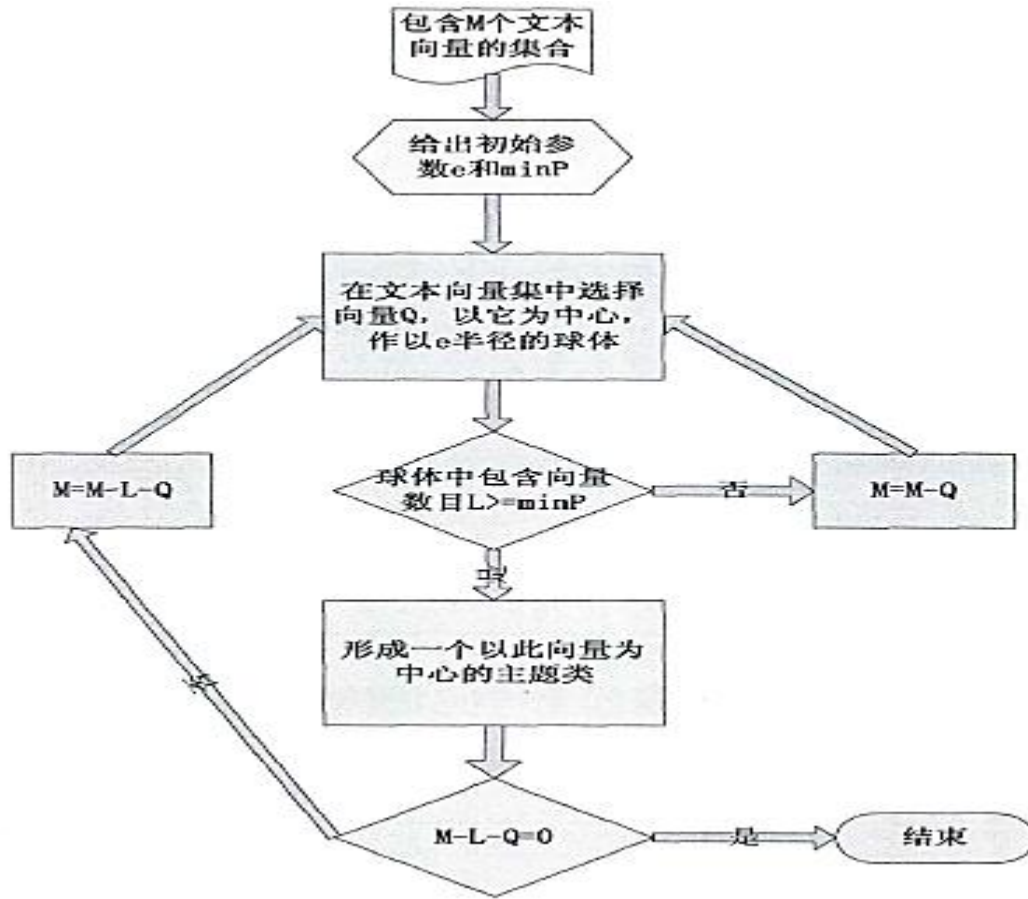 包含M个文本
向量的集合
给出初始参
数e和minP
在文本向量集中选择
向量Q, 以它为中心,
作以e半径的球体
M=M-L-Q
球体中包含向量
数目L>=minP
否
M=M-Q
形成一个以此向量为
中心的主题类
M-L-Q=0
是
结束